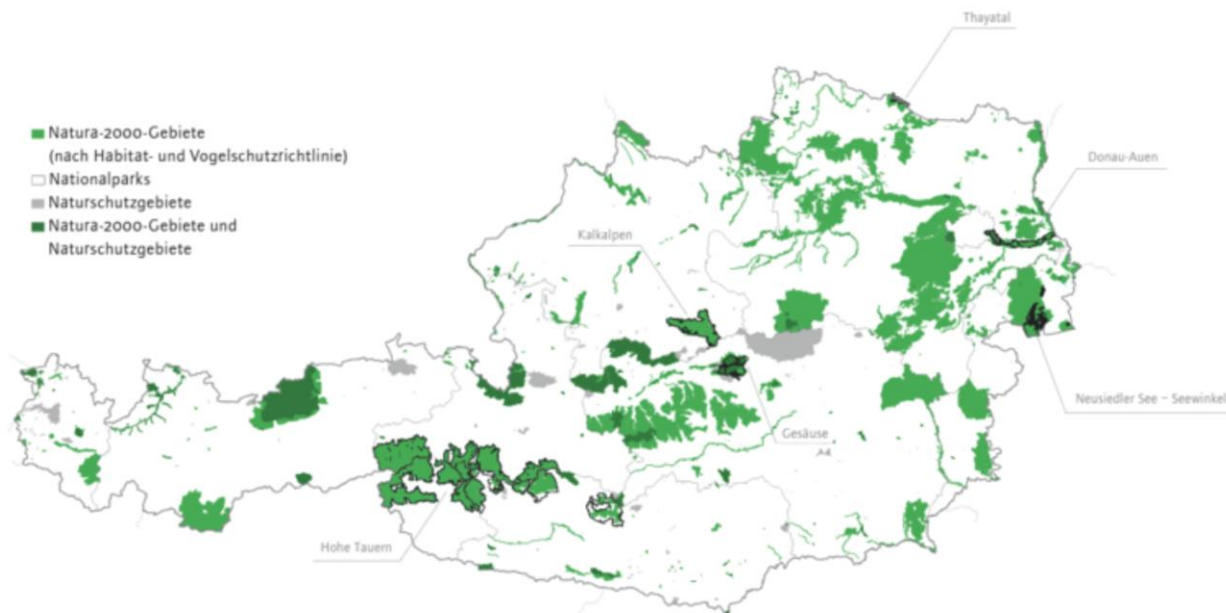 Thayatal
Natura-2000-Gebiete
(nach Habitat- und Vogelschutzrichtlinie)
Nationalparks
Naturschutzgebiete
Natura-2000-Gebiete und
Naturschutzgebiete
Donau-Auen
Kalkalpen
Neusiedler See – Seewinkel
Gesäuse
Hohe Tauern